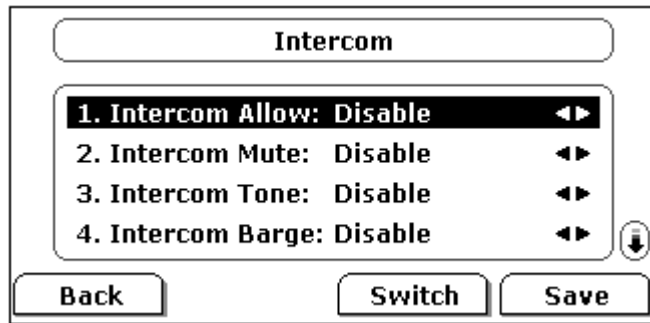 Intercom
1. Intercom Allow: Disable
2. Intercom Mute: Disable
3. Intercom Tone: Disable
4. Intercom Barge: Disable
Back Switch Save